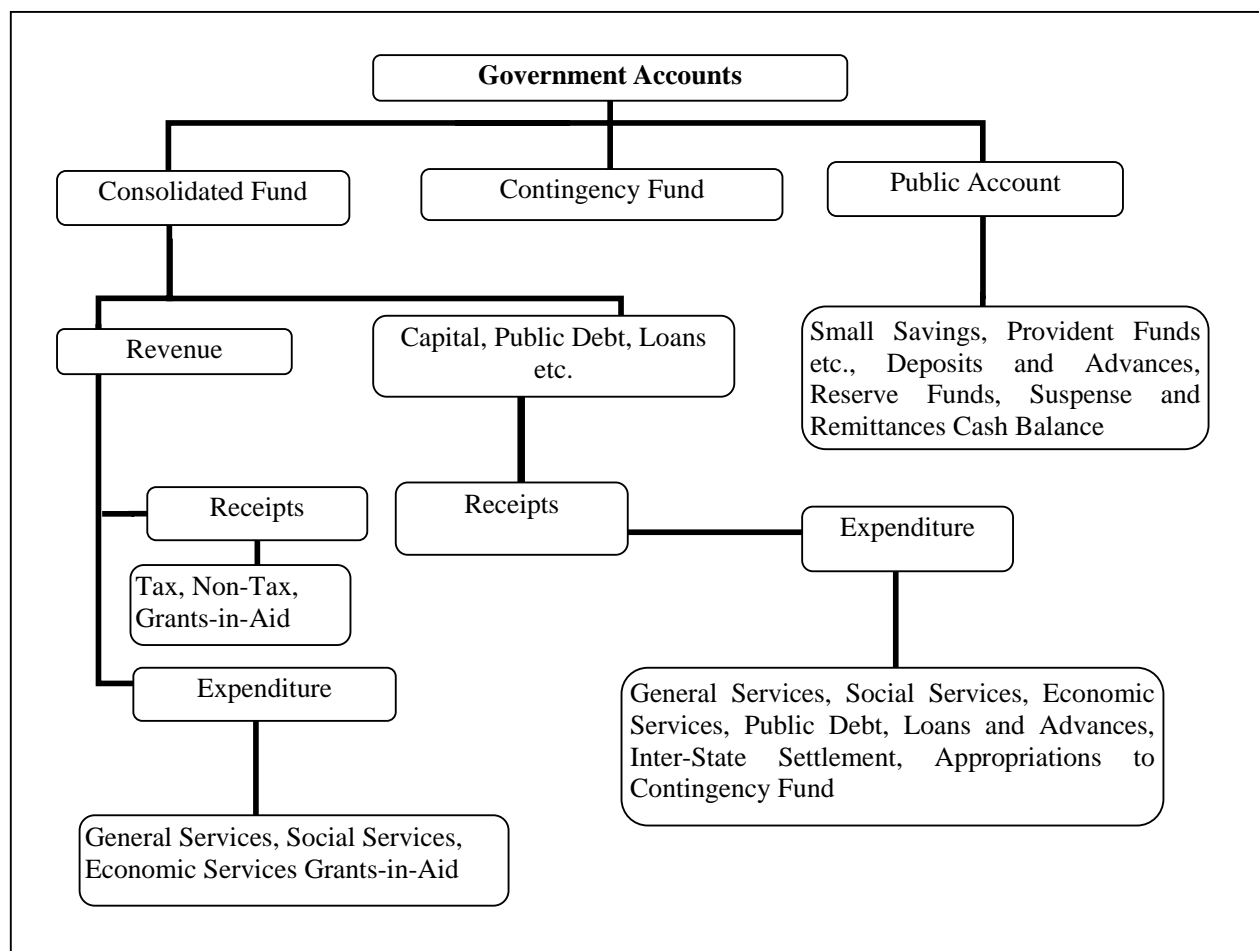 Government Accounts
Consolidated Fund
Contingency Fund
Public Account
Revenue
Capital, Public Debt, Loans
etc.
Small Savings, Provident Funds
etc., Deposits and Advances,
Reserve Funds, Suspense and
Remittances Cash Balance
Receipts
Receipts
Expenditure
Tax, Non-Tax,
Grants-in-Aid
Expenditure
General Services, Social Services, Economic
Services, Public Debt, Loans and Advances,
Inter-State Settlement, Appropriations to
Contingency Fund
General Services, Social Services,
Economic Services Grants-in-Aid